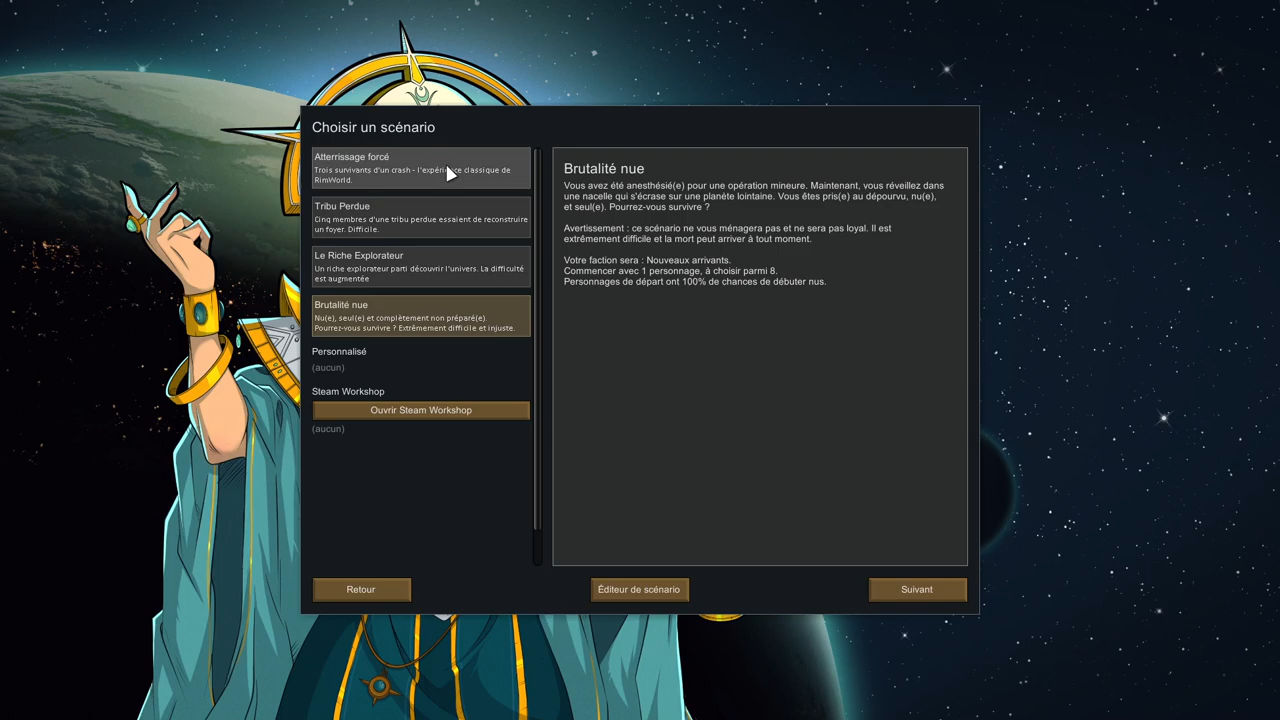 Choisir un scénario
Atterrissage forcé
Trois survivants d'un crash - l'expérience classique de
RimWorld.
Tribu Perdue
Cinq membres d'une tribu perdue essaient de reconstruire
un foyer. Difficile.
Le Riche Explorateur
Un riche explorateur parti découvrir l'univers. La difficulté
est augmentée
Brutalité nue
Nu(e), seul(e) et complètement non préparé(e).
Pourrez-vous survivre ? Extrêmement difficile et injuste.
Personnalisé
(aucun)
Steam Workshop
Ouvrir Steam Workshop
(aucun)
Brutalité nue
Vous avez été anesthésié(e) pour une opération mineure. Maintenant, vous réveillez dans
une nacelle qui s'écrase sur une planète lointaine. Vous êtes pris(e) au dépourvu, nu(e),
et seul(e). Pourrez-vous survivre ?
Avertissement : ce scénario ne vous ménagera pas et ne sera pas loyal. Il est
extrêmement difficile et la mort peut arriver à tout moment.
Votre faction sera : Nouveaux arrivants.
Commencer avec 1 personnage, à choisir parmi 8.
Personnages de départ ont 100% de chances de débuter nus.
Retour
Éditeur de scénario
Suivant